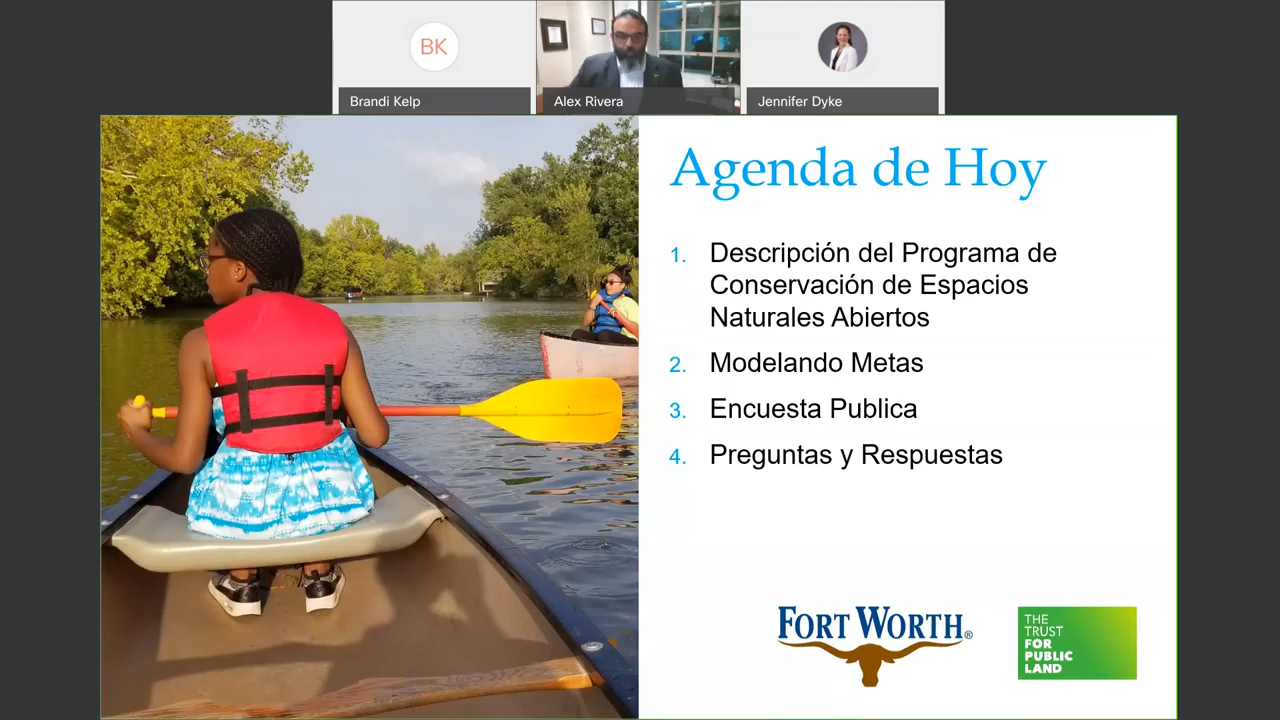 BK
Brandi Kelp
Alex Rivera
Jennifer Dyke
Agenda de Hoy
1. Descripción del Programa de
Conservación de Espacios
Naturales Abiertos
2. Modelando Metas
3. Encuesta Publica
4. Preguntas y Respuestas
FORT WORTH®
THE
TRUST
FOR
PUBLIC
LAND